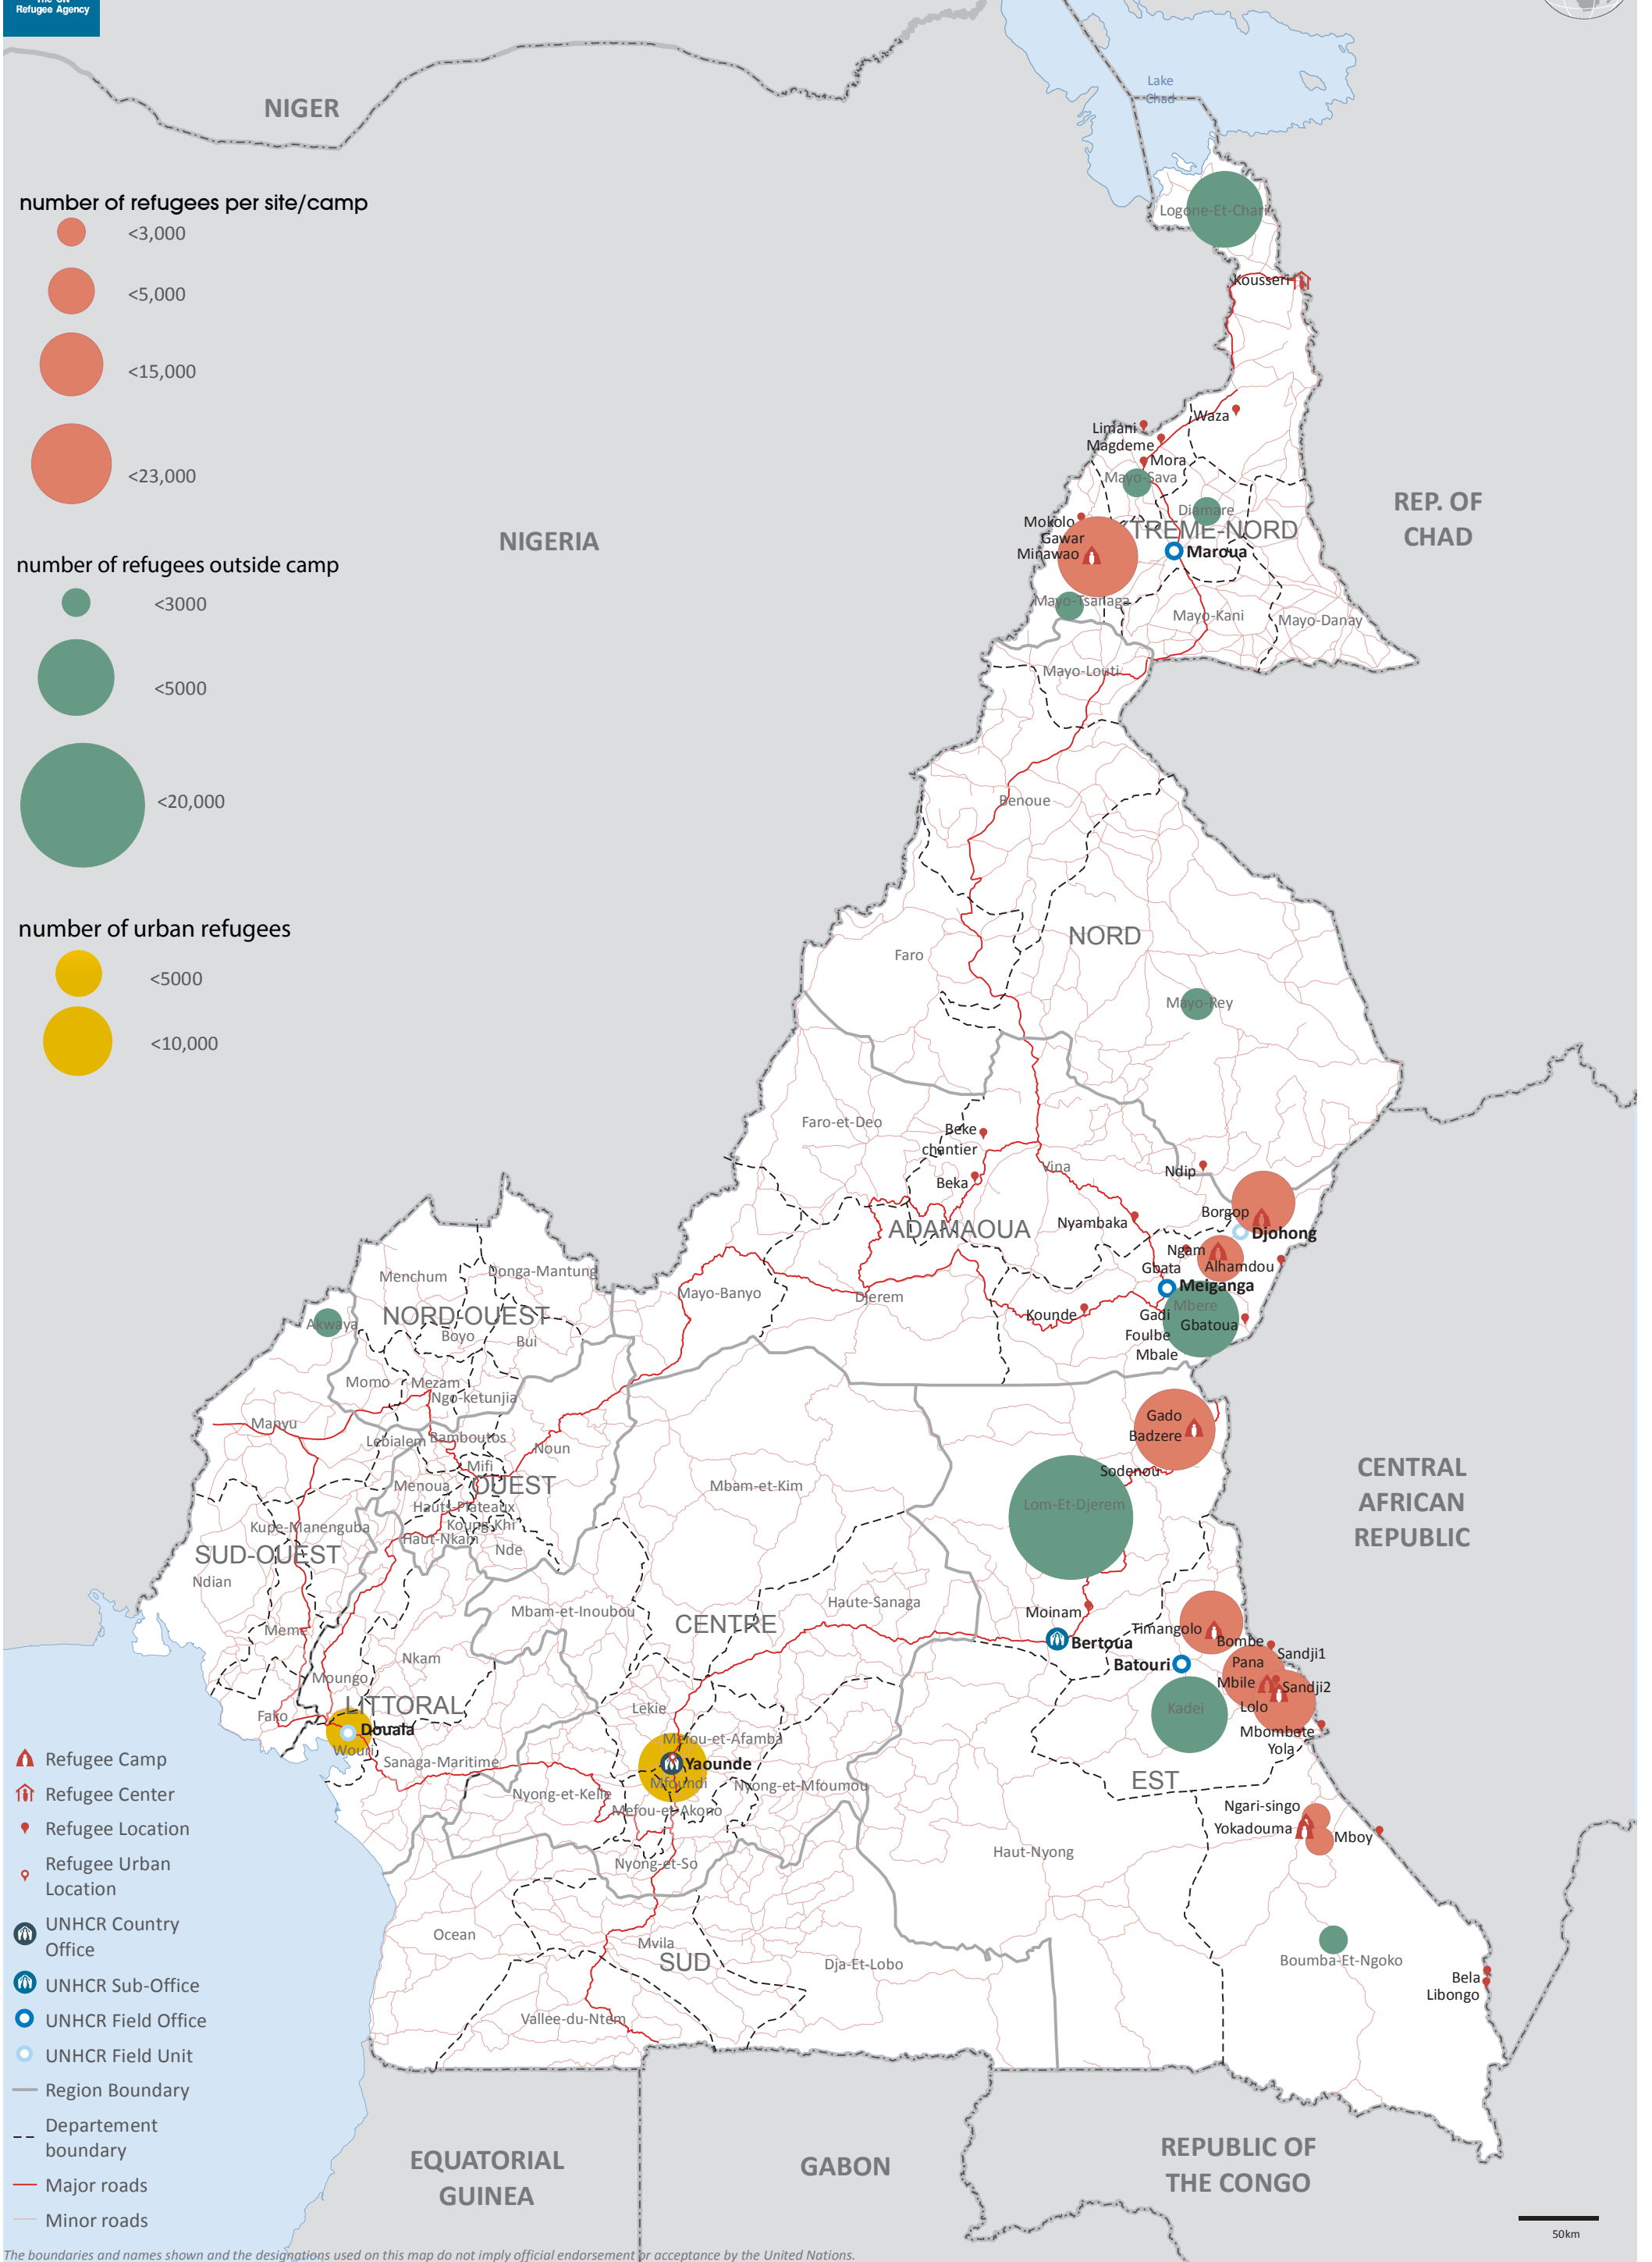 The UN
Refugee Agency
Lake
Chad
NIGER
number of refugees per site/camp
<3,000
<5,000
<15,000
<23,000
number of refugees outside camp
<3000
<5000
<20,000
number of urban refugees
<5000
<10,000
Logone-Et-Chari
Kousseri
Waza
Limani
Magdeme
Mora
Mayo-Sava
Diamare
Mokolo
TREME-NORD
Gawar
Minawao
Maroua
Mayo-Tsanaga
Mayo-Kani
Mayo-Danay
Mayo-Louti
NIGERIA
REP. OF
CHAD
Benoue
NORD
Faro
Mayo-Rey
Faro-et-Deo
Beke
chantier
Vina
Ndip
Beka
Borgop
Nyambaka
ADAMAOUA
Djohong
Ngam
Gbata
Alhamdou
Meiganga
Mayo-Banyo
Djerem
Mbere
Kounde
Gadi
Gbatoua
Foulbe
Mbale
Menchum
Donga-Mantung
NORD-OUEST
Akwaya
Boyo
Bui
Momo
Mezam
Ngo-ketunjia
Manyu
Lebialem
Bamboutos
Noun
Mifi
Menoua
OUEST
Hauts-Plateaux
Koung-Khi
Haut-Nkam
Nde
Kupe-Manenguba
SUD-OUEST
Ndian
Meme
Mbam-et-Kim
Gado
Badzere
Sodenou
Lom-Et-Djerem
CENTRAL
AFRICAN
REPUBLIC
Mbam-et-Inoubou
CENTRE
Haute-Sanaga
Moinam
Timangolo
Bertoua
Bombe
Sandji1
Batouri
Pana
Mbile
Sandji2
Kadei
Lolo
Mbombete
Yola
Nkam
Moungo
LITTORAL
Lekie
Fako
Douala
Wouri
Mefou-et-Afamba
Sanaga-Maritime
Yaounde
Mfoundi
Nyong-et-Mfoumou
Nyong-et-Kelle
Mefou-et-Akono
EST
Ngari-singo
Yokadouma
Mboy
Nyong-et-So
Haut-Nyong
Ocean
Mvila
SUD
Dja-Et-Lobo
Boumba-Et-Ngoko
Bela
Libongo
Vallee-du-Ntem
Refugee Camp
Refugee Center
Refugee Location
Refugee Urban
Location
UNHCR Country
Office
UNHCR Sub-Office
UNHCR Field Office
UNHCR Field Unit
Region Boundary
Departement
boundary
Major roads
Minor roads
EQUATORIAL
GUINEA
GABON
REPUBLIC OF
THE CONGO
50km
The boundaries and names shown and the designations used on this map do not imply official endorsement or acceptance by the United Nations.